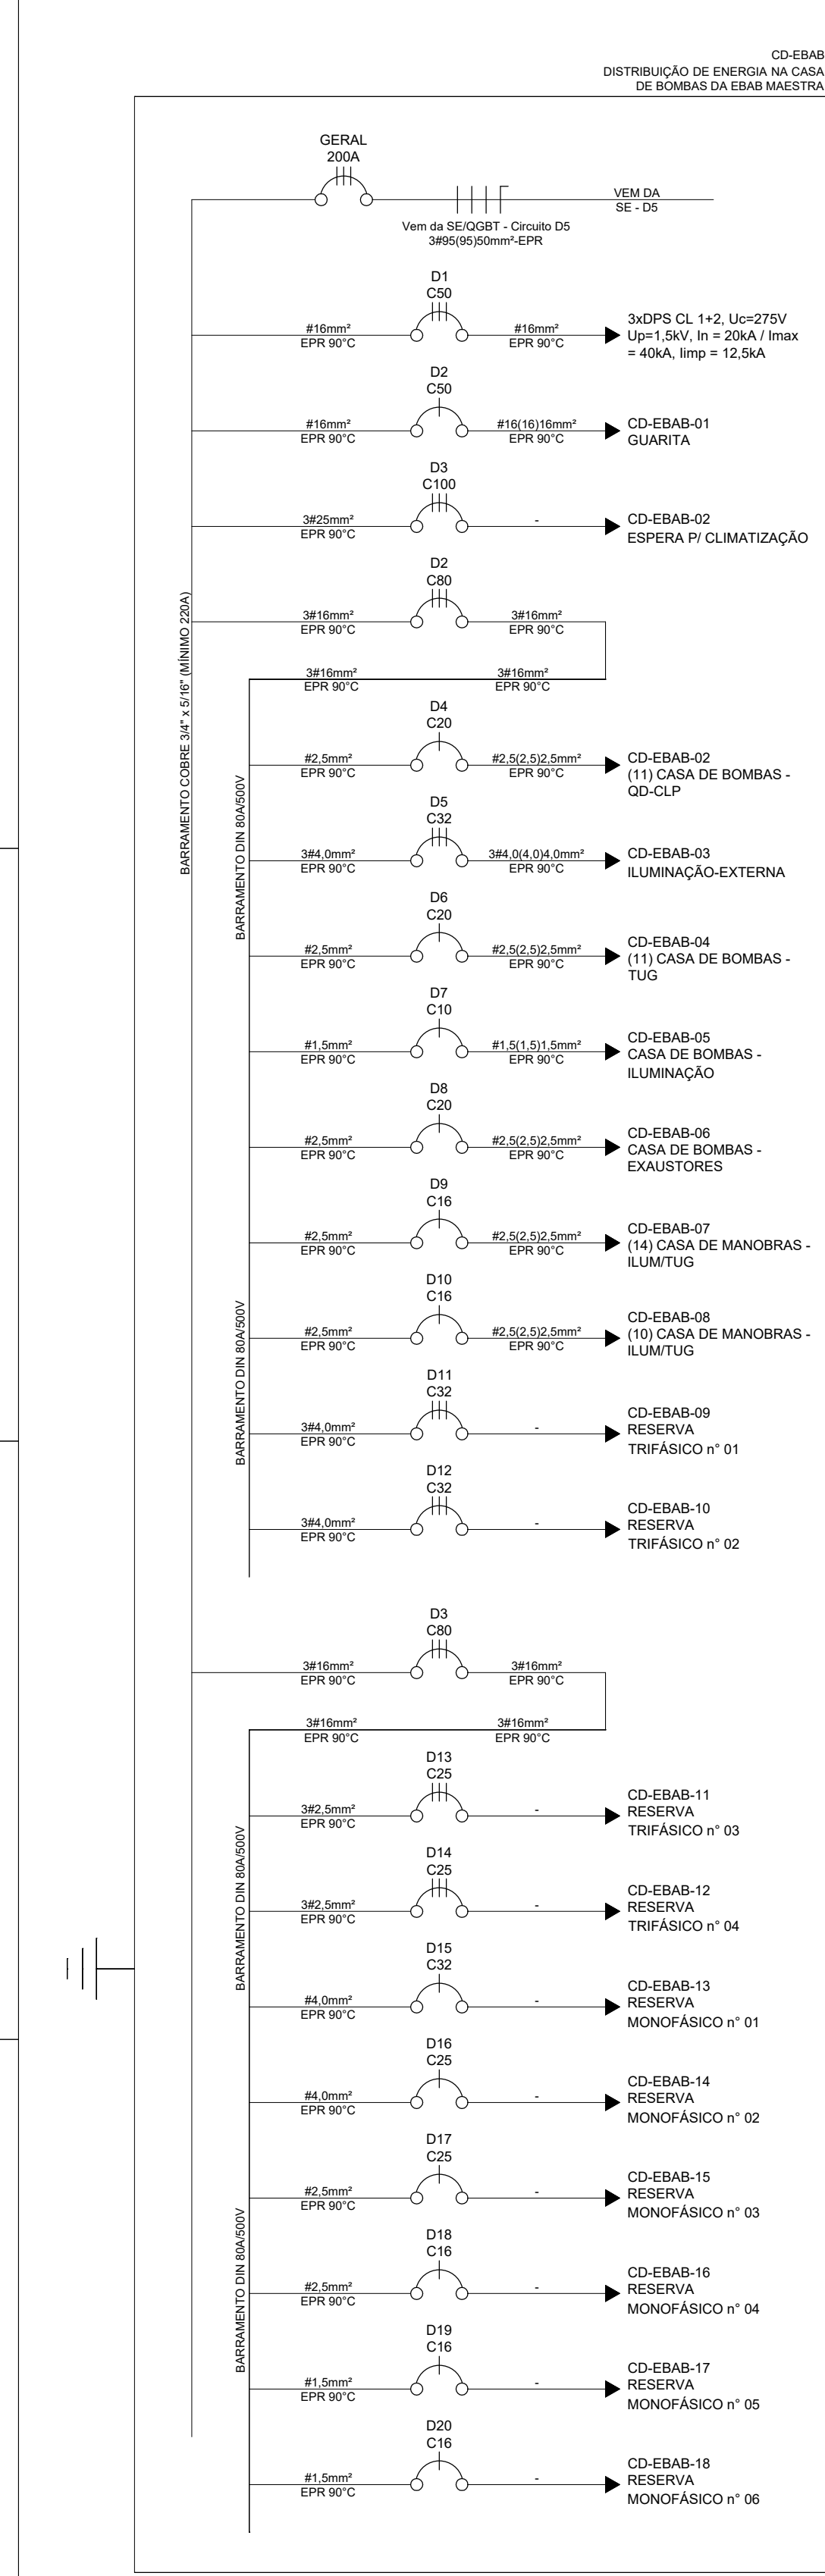 CD-EBAB
DISTRIBUIÇÃO DE ENERGIA NA CASA
DE BOMBAS DA EBAB MAESTRA
GERAL
200A
VEM DA
SE - D5
Vem da SE/QGBT - Circuito D5
3#95(95)50mm²-EPR
BARRAMENTO COBRE 3/4" x 5/16" (MÍNIMO 220A)
D1
C50
#16mm²
EPR 90°C
#16mm²
EPR 90°C
3xDPS CL 1+2, Uc=275V
Up=1,5kV, In = 20kA / Imax
= 40kA, Iimp = 12,5kA
D2
C50
#16mm²
EPR 90°C
#16(16)16mm²
EPR 90°C
CD-EBAB-01
GUARITA
D3
C100
3#25mm²
EPR 90°C
-
CD-EBAB-02
ESPERA P/ CLIMATIZAÇÃO
D2
C80
3#16mm²
EPR 90°C
3#16mm²
EPR 90°C
3#16mm²
EPR 90°C
3#16mm²
EPR 90°C
BARRAMENTO DIN 80A/500V
D4
C20
#2,5mm²
EPR 90°C
#2,5(2,5)2,5mm²
EPR 90°C
CD-EBAB-02
(11) CASA DE BOMBAS -
QD-CLP
D5
C32
3#4,0mm²
EPR 90°C
3#4,0(4,0)4,0mm²
EPR 90°C
CD-EBAB-03
ILUMINAÇÃO-EXTERNA
D6
C20
#2,5mm²
EPR 90°C
#2,5(2,5)2,5mm²
EPR 90°C
CD-EBAB-04
(11) CASA DE BOMBAS -
TUG
D7
C10
#1,5mm²
EPR 90°C
#1,5(1,5)1,5mm²
EPR 90°C
CD-EBAB-05
CASA DE BOMBAS -
ILUMINAÇÃO
D8
C20
#2,5mm²
EPR 90°C
#2,5(2,5)2,5mm²
EPR 90°C
CD-EBAB-06
CASA DE BOMBAS -
EXAUSTORES
D9
C16
#2,5mm²
EPR 90°C
#2,5(2,5)2,5mm²
EPR 90°C
CD-EBAB-07
(14) CASA DE MANOBRAS -
ILUM/TUG
BARRAMENTO DIN 80A/500V
D10
C16
#2,5mm²
EPR 90°C
#2,5(2,5)2,5mm²
EPR 90°C
CD-EBAB-08
(10) CASA DE MANOBRAS -
ILUM/TUG
D11
C32
3#4,0mm²
EPR 90°C
-
CD-EBAB-09
RESERVA
TRIFÁSICO n° 01
D12
C32
3#4,0mm²
EPR 90°C
-
CD-EBAB-10
RESERVA
TRIFÁSICO n° 02
D3
C80
3#16mm²
EPR 90°C
3#16mm²
EPR 90°C
3#16mm²
EPR 90°C
3#16mm²
EPR 90°C
BARRAMENTO DIN 80A/500V
D13
C25
3#2,5mm²
EPR 90°C
-
CD-EBAB-11
RESERVA
TRIFÁSICO n° 03
D14
C25
3#2,5mm²
EPR 90°C
-
CD-EBAB-12
RESERVA
TRIFÁSICO n° 04
D15
C32
#4,0mm²
EPR 90°C
-
CD-EBAB-13
RESERVA
MONOFÁSICO n° 01
D16
C25
#4,0mm²
EPR 90°C
-
CD-EBAB-14
RESERVA
MONOFÁSICO n° 02
D17
C25
#2,5mm²
EPR 90°C
-
CD-EBAB-15
RESERVA
MONOFÁSICO n° 03
BARRAMENTO DIN 80A/500V
D18
C16
#2,5mm²
EPR 90°C
-
CD-EBAB-16
RESERVA
MONOFÁSICO n° 04
D19
C16
#1,5mm²
EPR 90°C
-
CD-EBAB-17
RESERVA
MONOFÁSICO n° 05
D20
C16
#1,5mm²
EPR 90°C
-
CD-EBAB-18
RESERVA
MONOFÁSICO n° 06